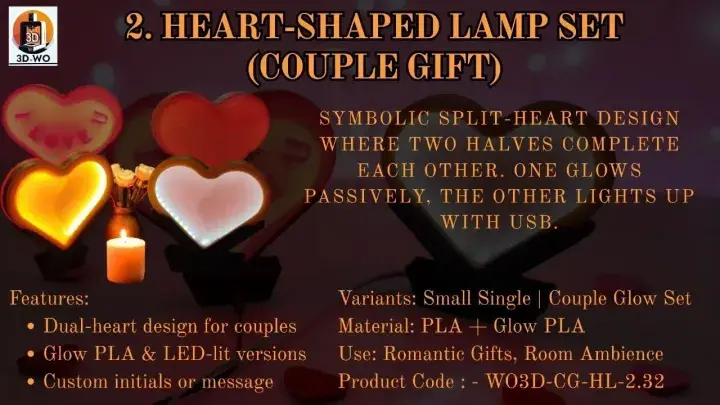 3D
3D-WO
2. HEART-SHAPED LAMP SET
(COUPLE GIFT)
SYMBOLIC SPLIT-HEART DESIGN
WHERE TWO HALVES COMPLETE
EACH OTHER. ONE GLOWS
PASSIVELY, THE OTHER LIGHTS UP
WITH USB.
Features:
• Dual-heart design for couples
• Glow PLA & LED-lit versions
• Custom initials or message
Variants: Small Single | Couple Glow Set
Material: PLA + Glow PLA
Use: Romantic Gifts, Room Ambience
Product Code : - WO3D-CG-HL-2.32